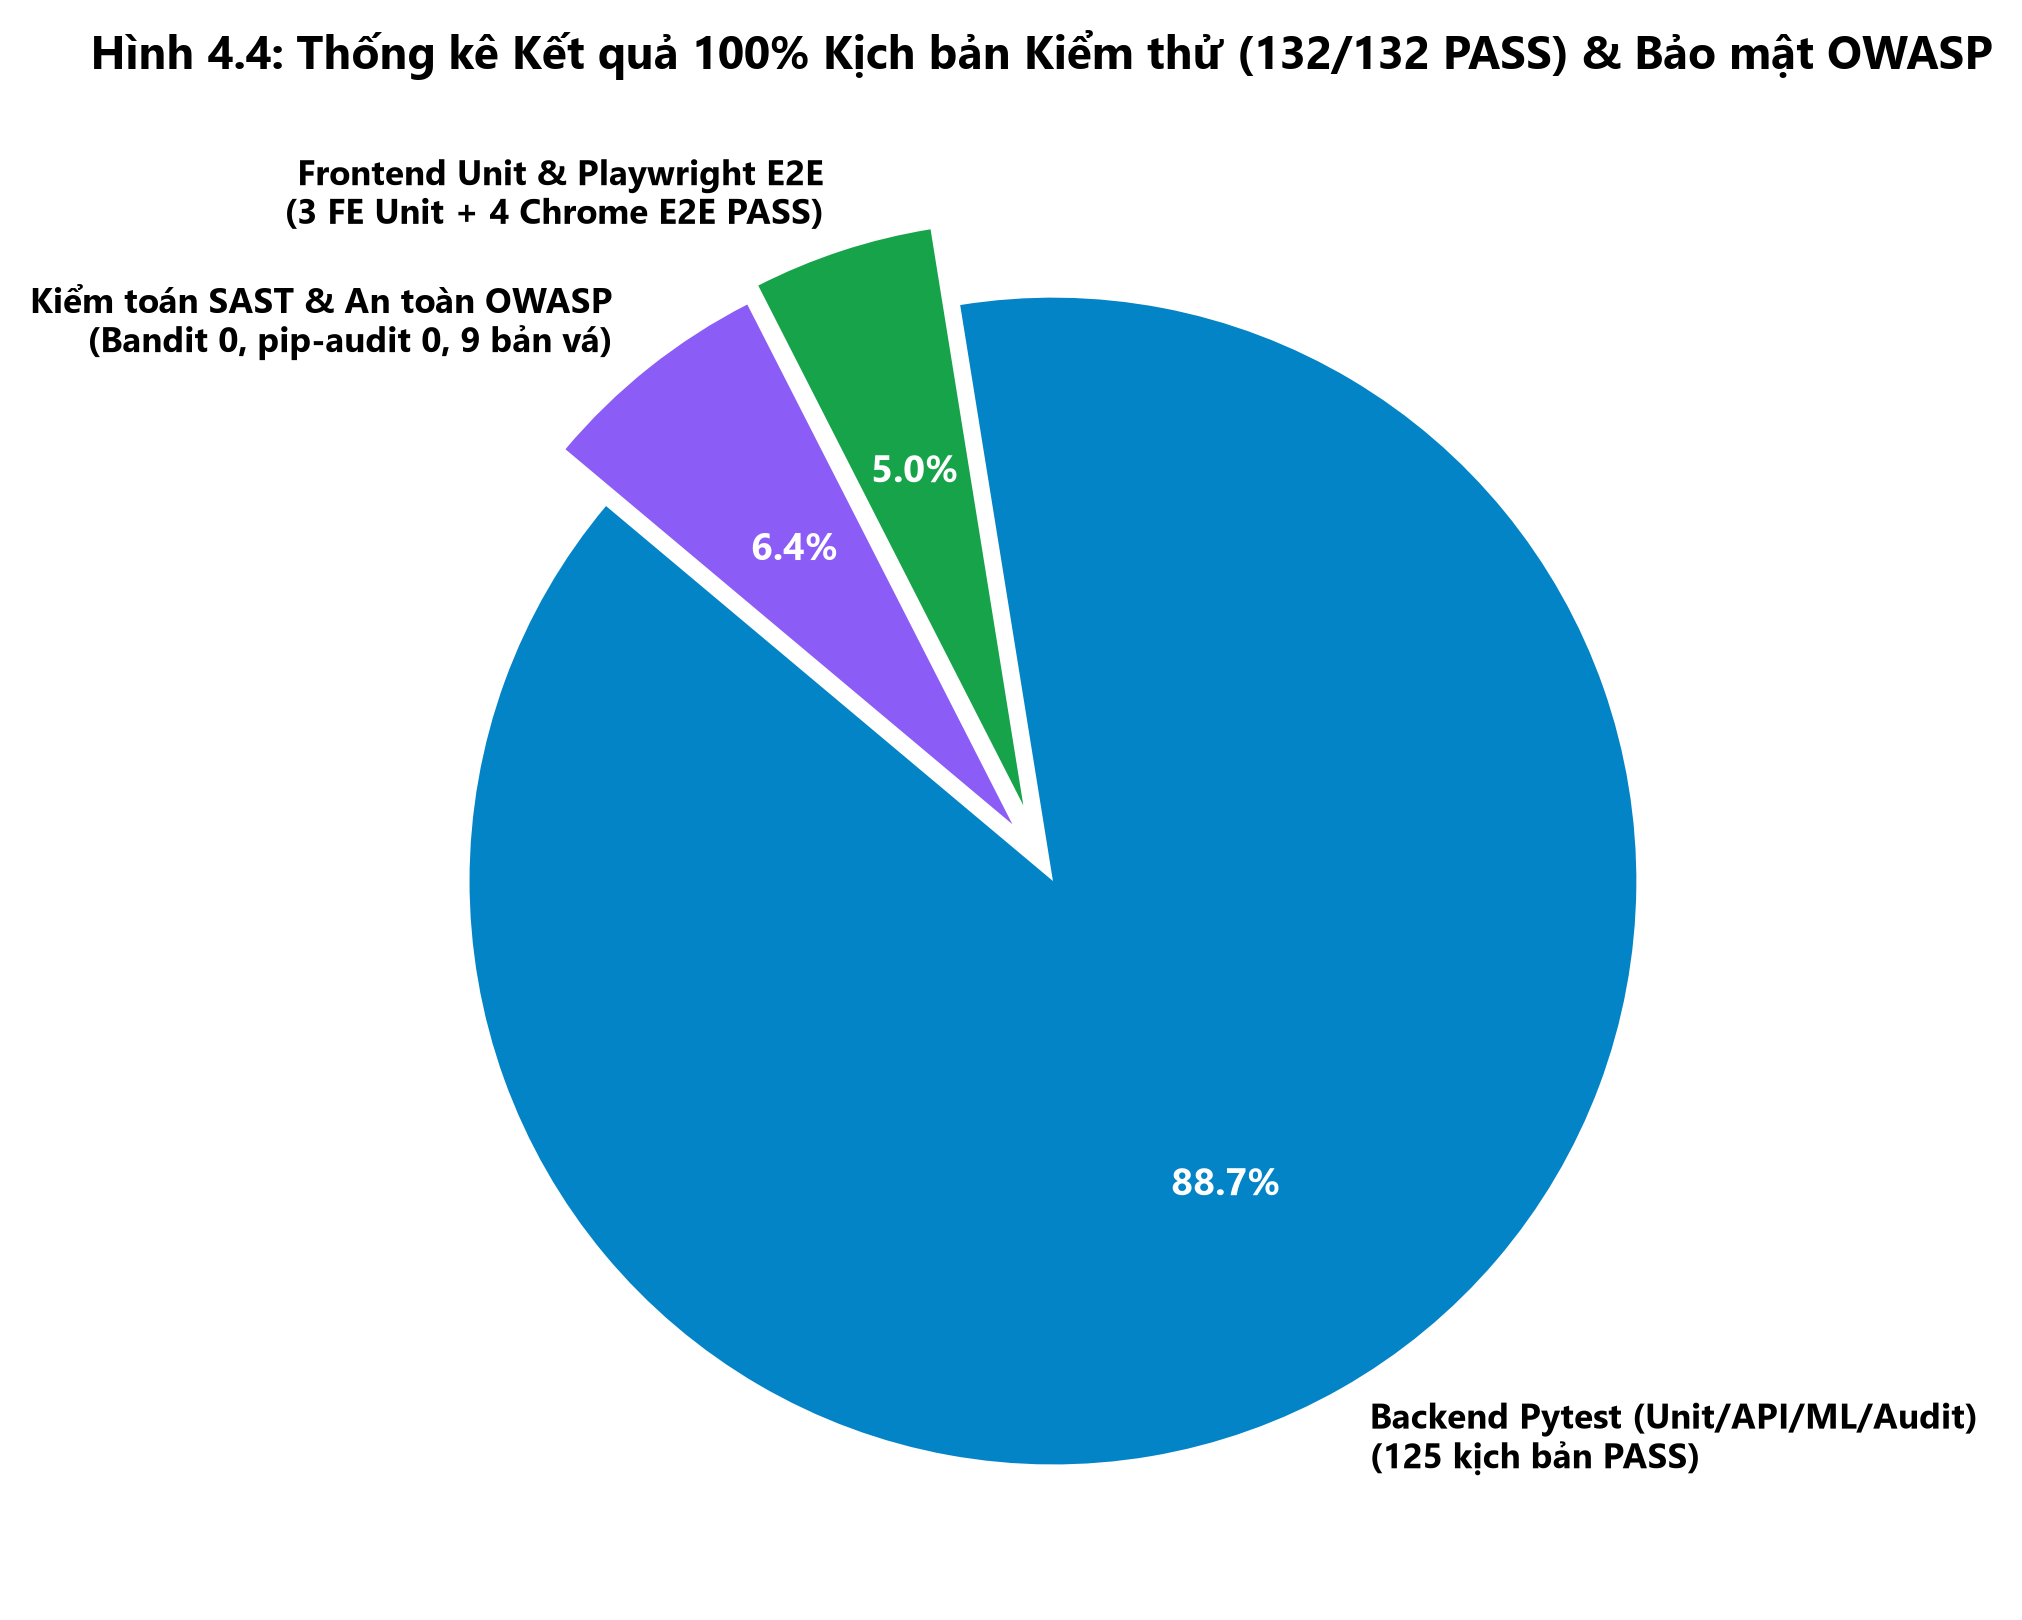 Hình 4.4: Thống kê Kết quả 100% Kịch bản Kiểm thử (132/132 PASS) & Bảo mật OWASP
Frontend Unit & Playwright E2E
(3 FE Unit + 4 Chrome E2E PASS)
Kiểm toán SAST & An toàn OWASP
(Bandit 0, pip-audit 0, 9 bản vá)
5.0%
6.4%
88.7%
Backend Pytest (Unit/API/ML/Audit)
(125 kịch bản PASS)